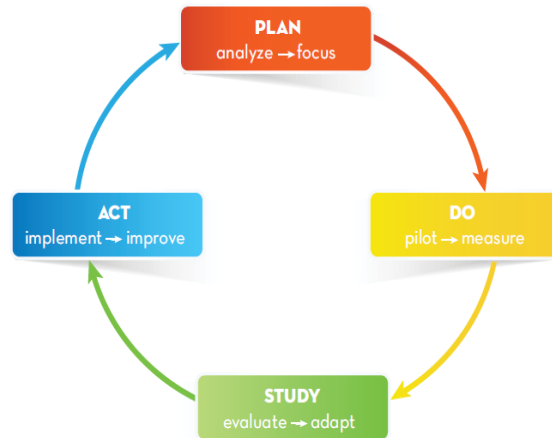 PLAN
analyze → focus
DO
pilot → measure
STUDY
evaluate → adapt
ACT
implement → improve